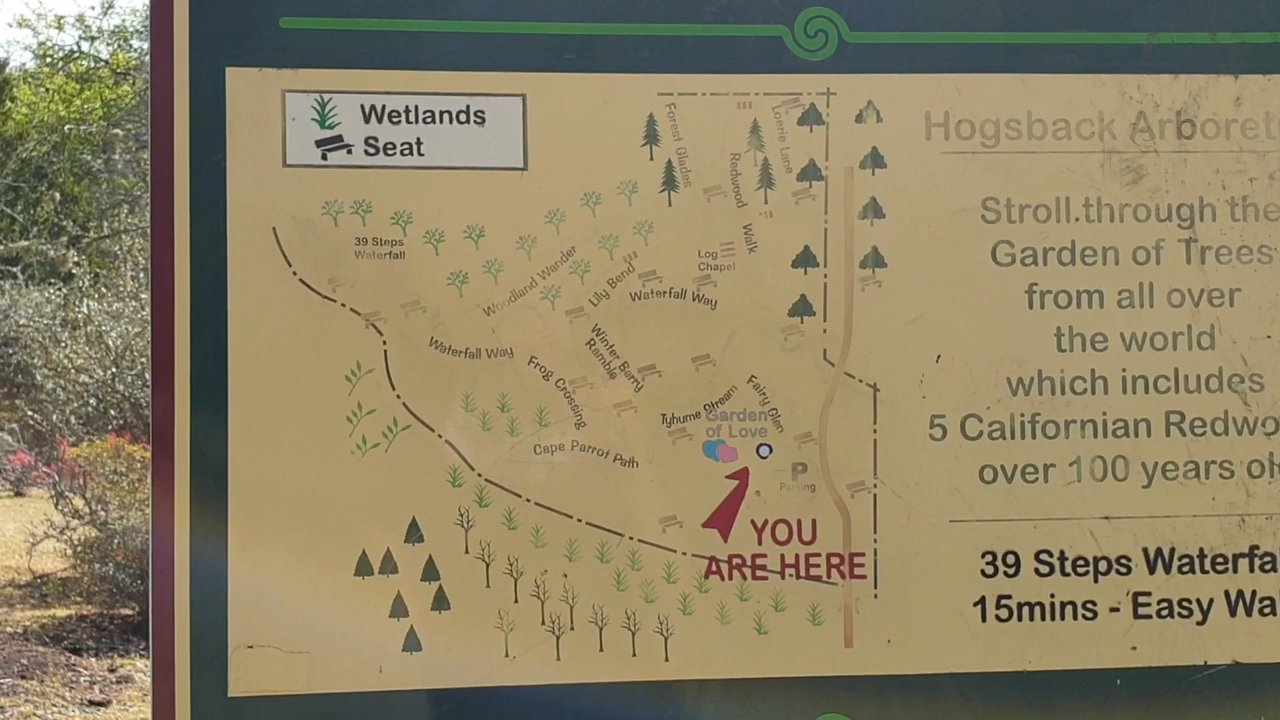 Wetlands
Seat
Forest Glades
Loerie Lane
Redwood
Walk
39 Steps
Waterfall
Woodland Wander
Lily Bend
Log
Chapel
Waterfall Way
Waterfall Way
Winter Berry
Ramble
Frog Crossing
Tyhume Stream
Fairy Glen
Garden
of Love
Cape Parrot Path
P
Parking
YOU
ARE HERE
Hogsback Arboret
Stroll through the
Garden of Trees
from all over
the world
which includes
5 Californian Redwo
over 100 years ol
39 Steps Waterfa
15mins - Easy Wa